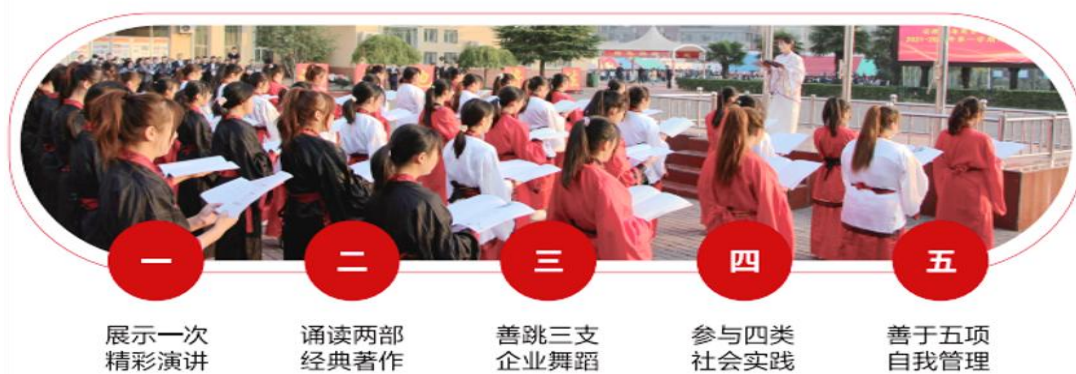 一
二
三
四
五
展示一次
精彩演讲
诵读两部
经典著作
善跳三支
企业舞蹈
参与四类
社会实践
善于五项
自我管理